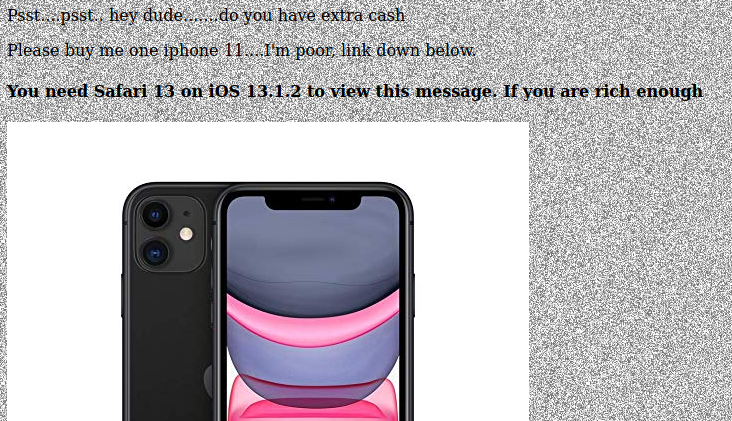 Psst....psst.. hey dude.......do you have extra cash
Please buy me one iphone 11....I'm poor, link down below.
You need Safari 13 on iOS 13.1.2 to view this message. If you are rich enough